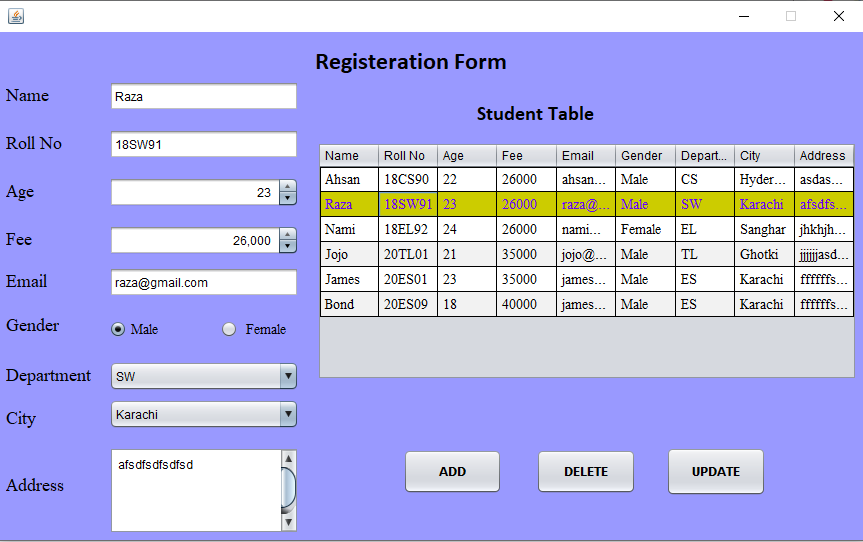 Registeration Form
Name Raza
Roll No 18SW91
Age 23
Fee 26,000
Email raza@gmail.com
Gender Male Female
Department SW
City Karachi
Address afsdfsdfsdfsd
Student Table
Name Roll No Age Fee Email Gender Depart... City Address
Ahsan 18CS90 22 26000 ahsan... Male CS Hyder... asdas...
Raza 18SW91 23 26000 raza@... Male SW Karachi afsdfs...
Nami 18EL92 24 26000 nami... Female EL Sanghar jhkhjh...
Jojo 20TL01 21 35000 jojo@... Male TL Ghotki jjjjjjasd...
James 20ES01 23 35000 james... Male ES Karachi ffffffs...
Bond 20ES09 18 40000 james... Male ES Karachi ffffffs...
ADD DELETE UPDATE